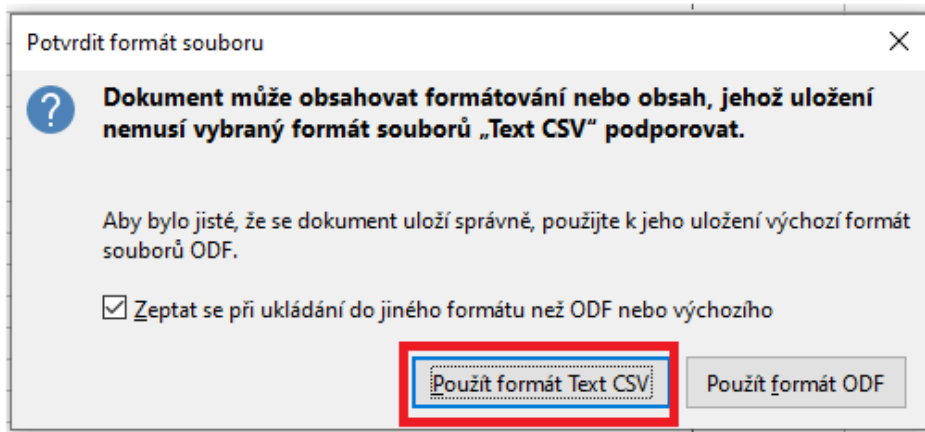 Potvrdit formát souboru
Dokument může obsahovat formátování nebo obsah, jehož uložení
nemusí vybraný formát souborů „Text CSV“ podporovat.
Aby bylo jisté, že se dokument uloží správně, použijte k jeho uložení výchozí formát
souborů ODF.
Zeptat se při ukládání do jiného formátu než ODF nebo výchozího
Použít formát Text CSV
Použít formát ODF